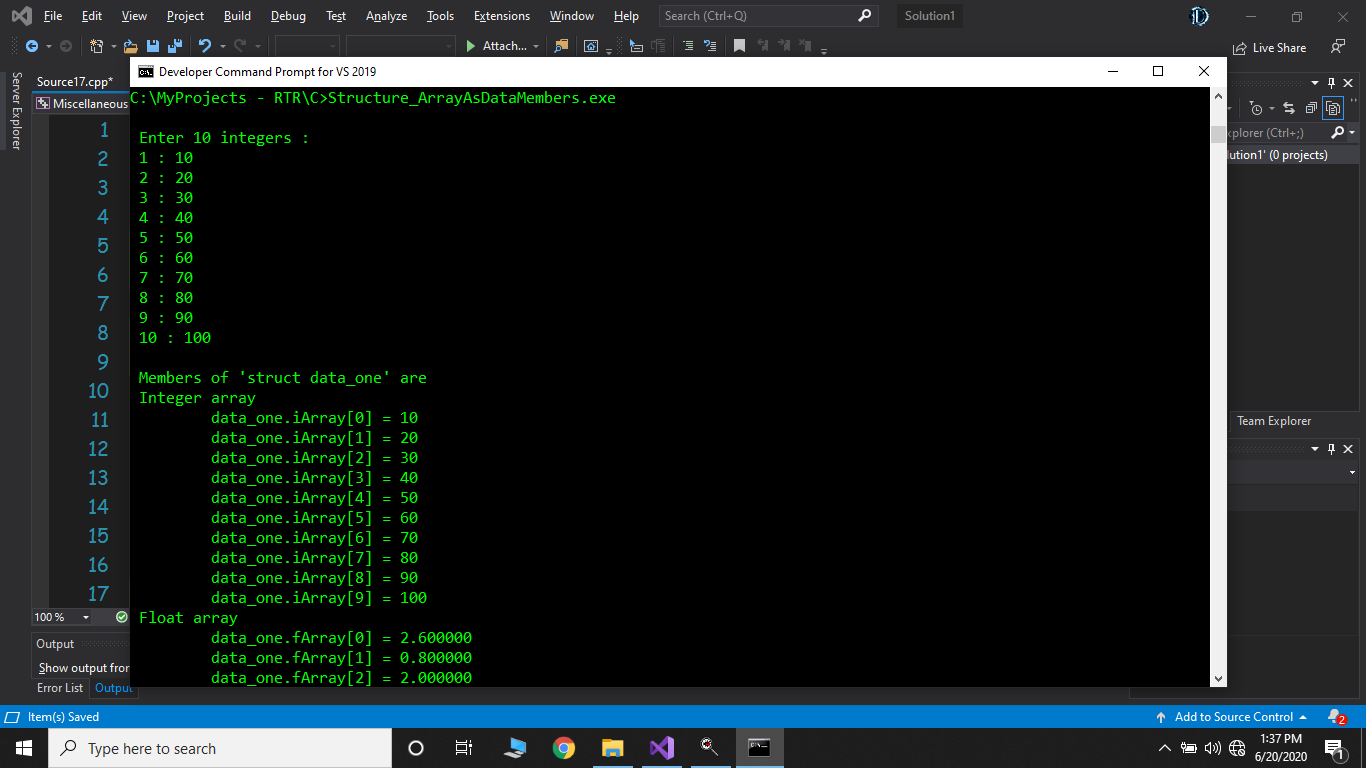 File Edit View Project Build Debug Test Analyze Tools Extensions Window Help Search (Ctrl+Q) Solution1
Attach... Live Share
Server Explorer
Source17.cpp*
Miscellaneous
1
2
3
4
5
6
7
8
9
10
11
12
13
14
15
16
17
100 %
Output
Show output from
Error List Output
Developer Command Prompt for VS 2019
C:\MyProjects - RTR\C>Structure_ArrayAsDataMembers.exe
Enter 10 integers :
1 : 10
2 : 20
3 : 30
4 : 40
5 : 50
6 : 60
7 : 70
8 : 80
9 : 90
10 : 100
Members of 'struct data_one' are
Integer array
data_one.iArray[0] = 10
data_one.iArray[1] = 20
data_one.iArray[2] = 30
data_one.iArray[3] = 40
data_one.iArray[4] = 50
data_one.iArray[5] = 60
data_one.iArray[6] = 70
data_one.iArray[7] = 80
data_one.iArray[8] = 90
data_one.iArray[9] = 100
Float array
data_one.fArray[0] = 2.600000
data_one.fArray[1] = 0.800000
data_one.fArray[2] = 2.000000
xplorer (Ctrl+;)
lution1' (0 projects)
Team Explorer
Item(s) Saved Add to Source Control 2
Type here to search
1:37 PM
6/20/2020
1